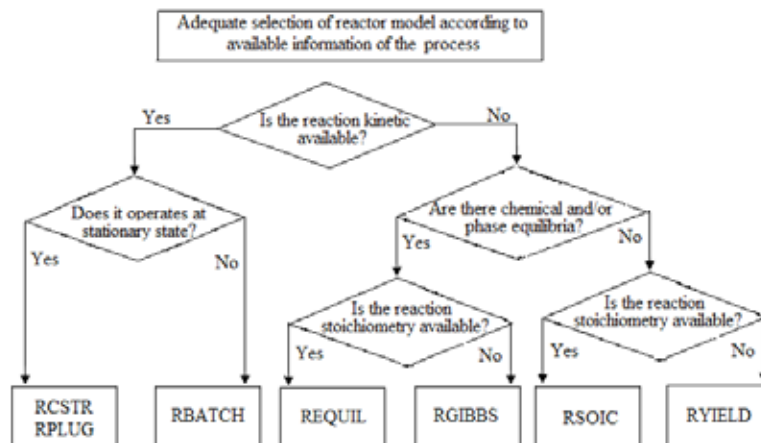 Adequate selection of reactor model according to
available information of the process
Yes
Is the reaction kinetic
available?
No
Does it operates at
stationary state?
Are there chemical and/or
phase equilibria?
Yes
No
Yes
No
Is the reaction
stoichiometry available?
Is the reaction
stoichiometry available?
Yes
No
Yes
No
RCSTR
RPLUG
RBATCH
REQUIL
RGIBBS
RSOIC
RYIELD